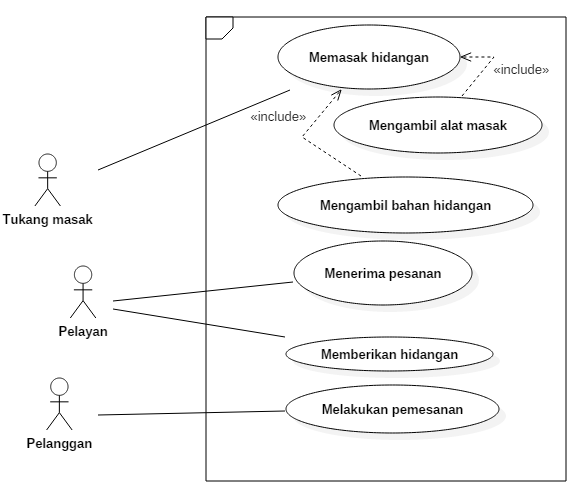 Memasak hidangan
«include»
«include»
Mengambil alat masak
Tukang masak
Mengambil bahan hidangan
Menerima pesanan
Pelayan
Memberikan hidangan
Melakukan pemesanan
Pelanggan